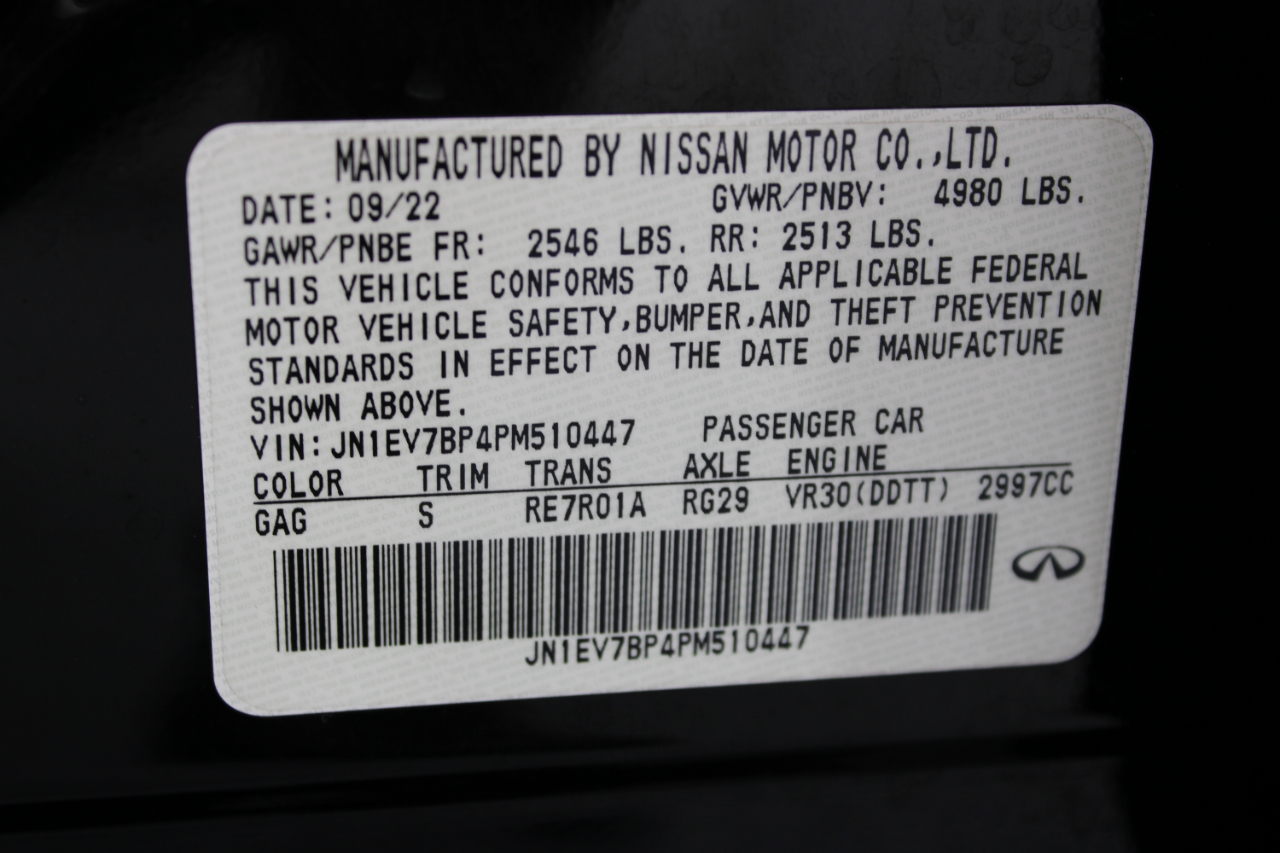 MANUFACTURED BY NISSAN MOTOR CO.,LTD.
DATE: 09/22 GVWR/PNBV: 4980 LBS.
GAWR/PNBE FR: 2546 LBS. RR: 2513 LBS.
THIS VEHICLE CONFORMS TO ALL APPLICABLE FEDERAL
MOTOR VEHICLE SAFETY,BUMPER,AND THEFT PREVENTION
STANDARDS IN EFFECT ON THE DATE OF MANUFACTURE
SHOWN ABOVE.
VIN:JN1EV7BP4PM510447 PASSENGER CAR
COLOR TRIM TRANS AXLE ENGINE
GAG S RE7R01A RG29 VR30(DDTT) 2997CC
JN1EV7BP4PM510447